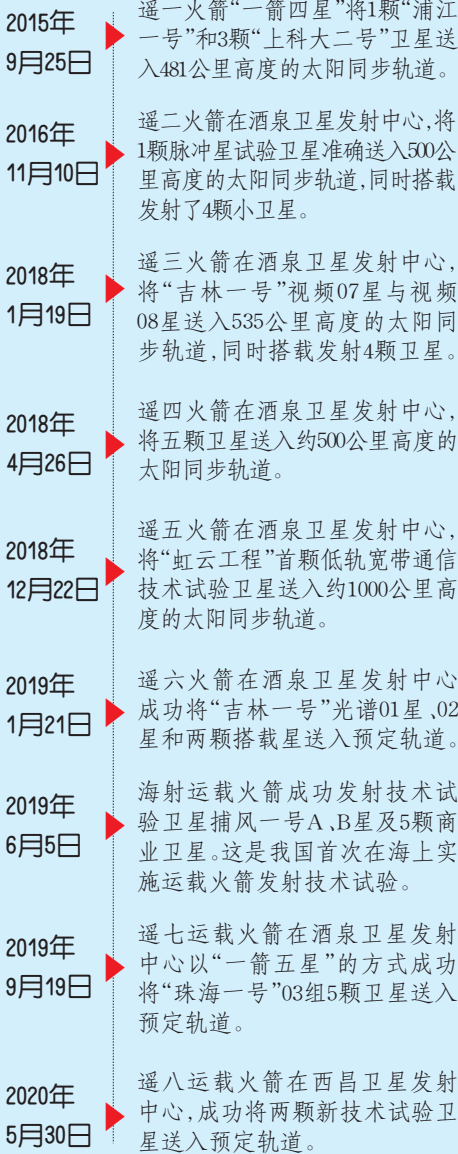 2015年
9月25日
遥一火箭“一箭四星”将1颗“浦江
一号”和3颗“上科大二号”卫星送
入481公里高度的太阳同步轨道。
2016年
11月10日
遥二火箭在酒泉卫星发射中心,将
1颗脉冲星试验卫星准确送入500公
里高度的太阳同步轨道,同时搭载
发射了4颗小卫星。
2018年
1月19日
遥三火箭在酒泉卫星发射中心,
将“吉林一号”视频07星与视频
08星送入535公里高度的太阳同
步轨道,同时搭载发射4颗卫星。
2018年
4月26日
遥四火箭在酒泉卫星发射中心,
将五颗卫星送入约500公里高度的
太阳同步轨道。
2018年
12月22日
遥五火箭在酒泉卫星发射中心,
将“虹云工程”首颗低轨宽带通信
技术试验卫星送入约1000公里高
度的太阳同步轨道。
2019年
1月21日
遥六火箭在酒泉卫星发射中心
成功将“吉林一号”光谱01星、02
星和两颗搭载星送入预定轨道。
2019年
6月5日
海射运载火箭成功发射技术试
验卫星捕风一号A、B星及5颗商
业卫星。这是我国首次在海上实
施运载火箭发射技术试验。
2019年
9月19日
遥七运载火箭在酒泉卫星发射
中心以“一箭五星”的方式成功
将“珠海一号”03组5颗卫星送入
预定轨道。
2020年
5月30日
遥八运载火箭在西昌卫星发射
中心,成功将两颗新技术试验卫
星送入预定轨道。